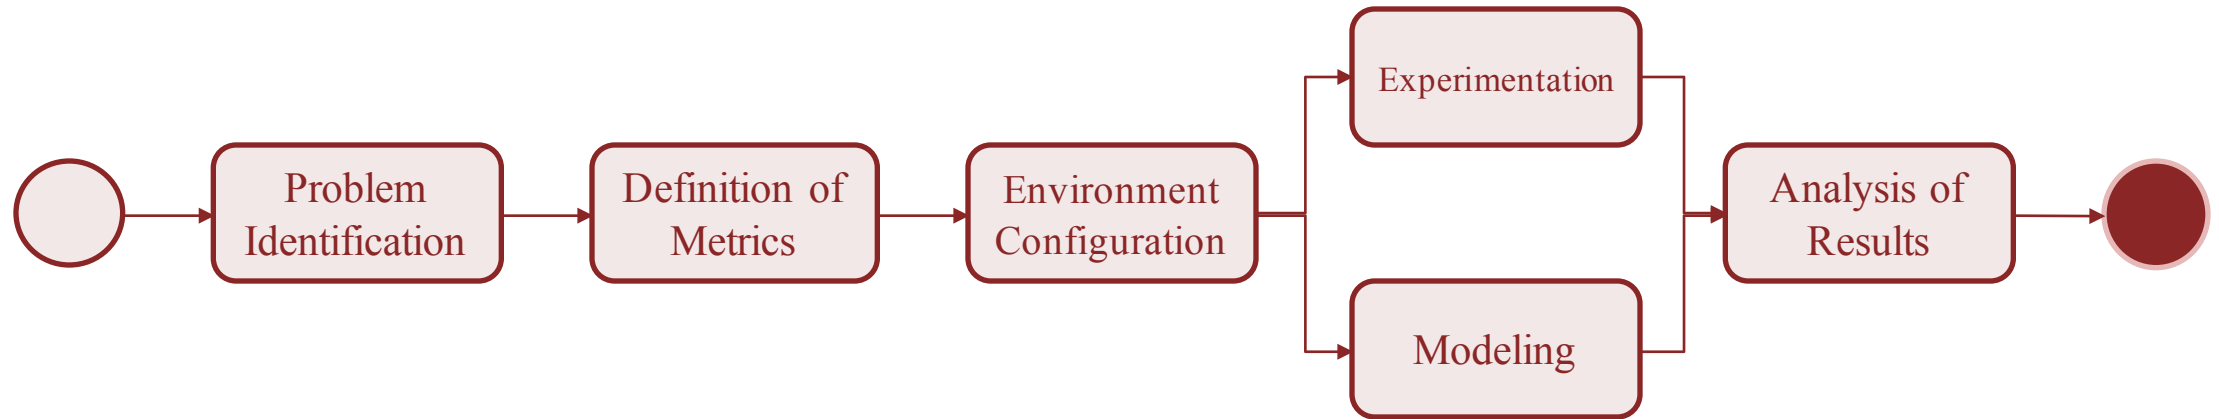 Problem
Identification
Definition of
Metrics
Environment
Configuration
Experimentation
Modeling
Analysis of
Results